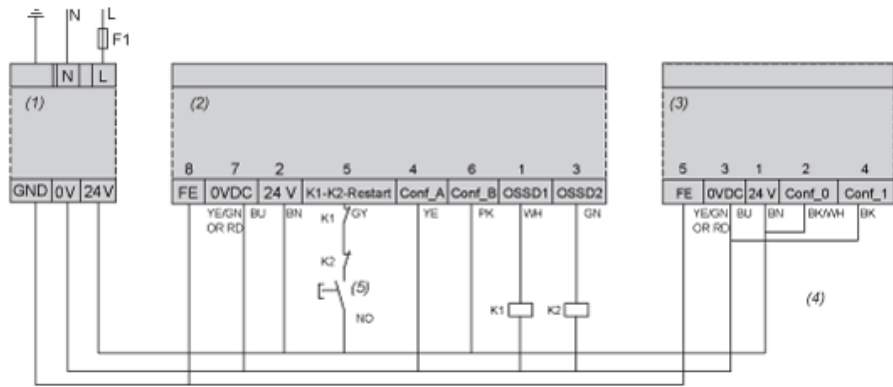 N L
F1
N L
(1) (2) (3)
8 7 2 5 4 6 1 3
5 3 1 2 4
GND 0V 24V
FE 0VDC 24 V K1-K2-Restart Conf_A Conf_B OSSD1 OSSD2
FE 0VDC 24 V Conf_0 Conf_1
YE/GN OR RD BU BN K1 GY YE PK WH GN
YE/GN OR RD BU BN BK/WH BK
K2
(5)
NO
K1 K2
(4)